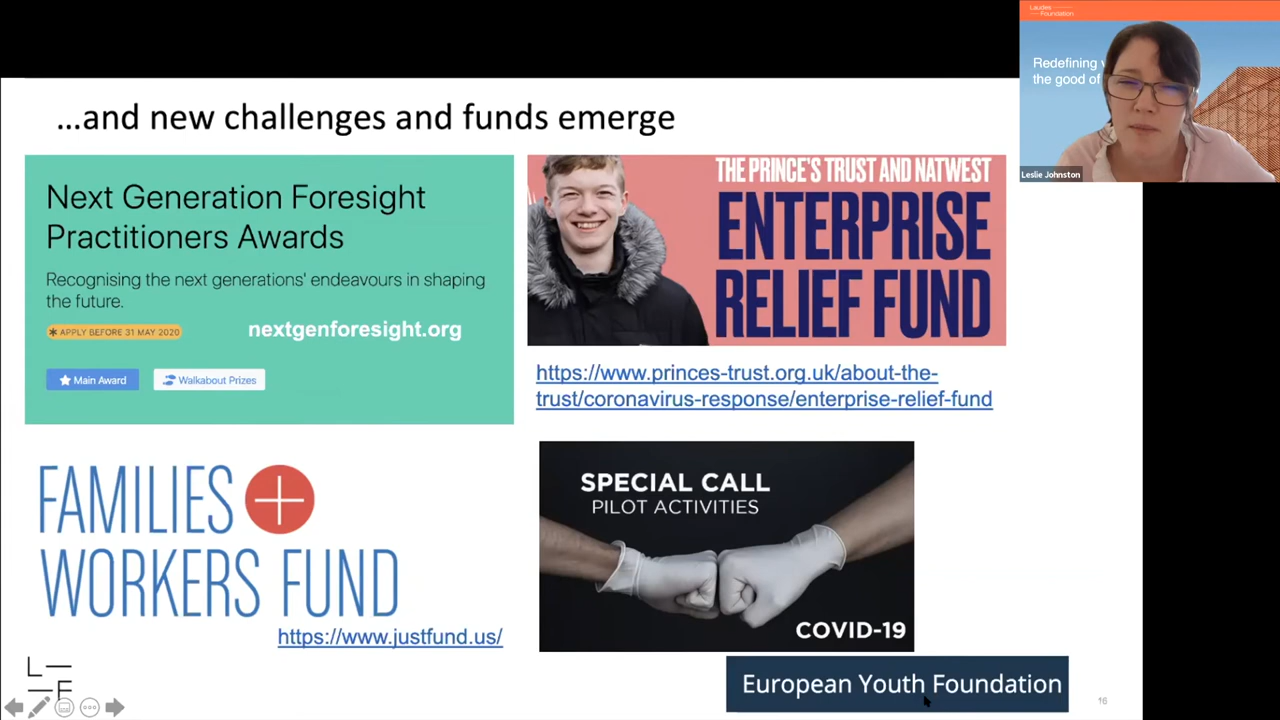 Laudes
Foundation
Redefining
the good of
Leslie Johnston
...and new challenges and funds emerge
Next Generation Foresight
Practitioners Awards
Recognising the next generations' endeavours in shaping
the future.
APPLY BEFORE 31 MAY 2020
nextgenforesight.org
Main Award
Walkabout Prizes
THE PRINCE'S TRUST AND NATWEST
ENTERPRISE
RELIEF FUND
https://www.princes-trust.org.uk/about-the-
trust/coronavirus-response/enterprise-relief-fund
FAMILIES
WORKERS FUND
https://www.justfund.us/
SPECIAL CALL
PILOT ACTIVITIES
COVID-19
European Youth Foundation
L
F
16